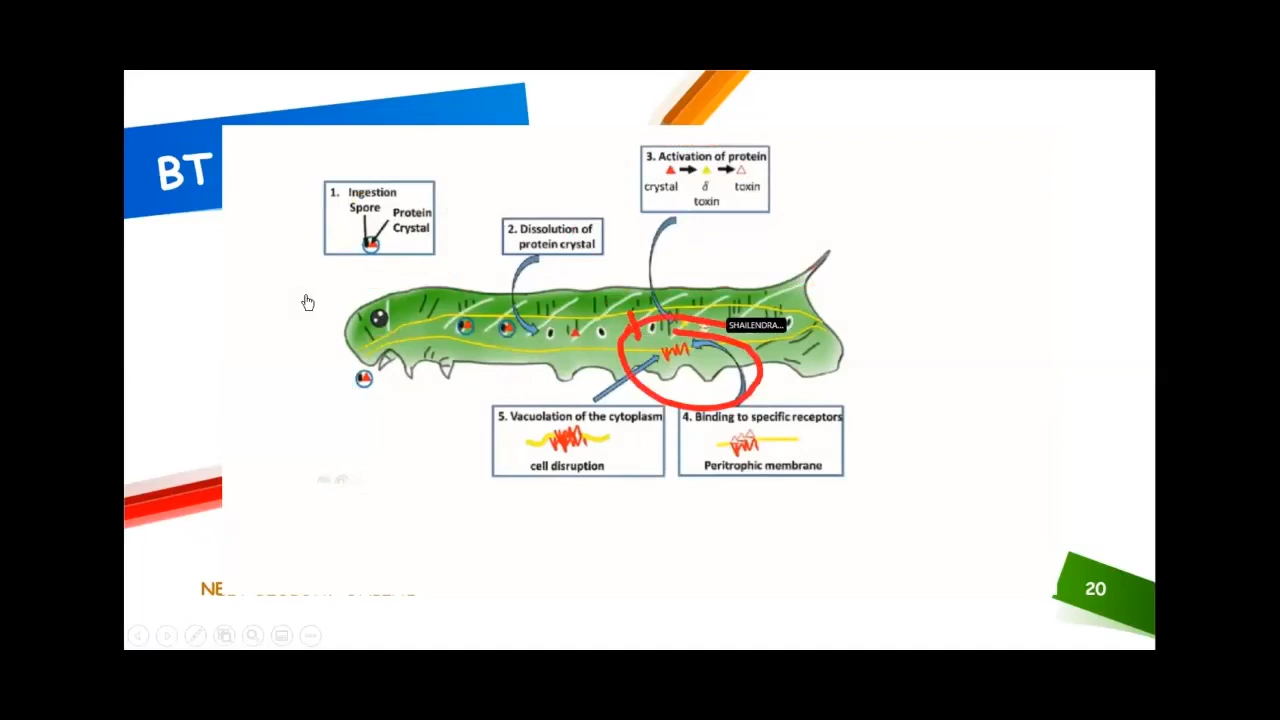 BT
1. Ingestion
Spore
Protein
Crystal
2. Dissolution of
protein crystal
3. Activation of protein
crystal δ toxin
toxin
SHAILENDRA...
5. Vacuolation of the cytoplasm
cell disruption
4. Binding to specific receptors
Peritrophic membrane
NE
20